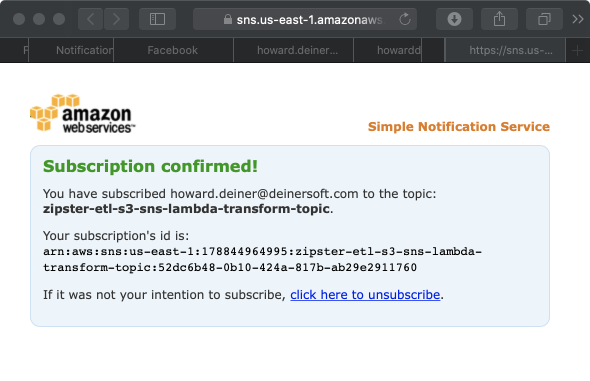 sns.us-east-1.amazonaws.
F
Notification
Facebook
howard.deiner...
howardd
https://sns.us-...
amazon
web services™
Simple Notification Service
Subscription confirmed!
You have subscribed howard.deiner@deinersoft.com to the topic:
zipster-etl-s3-sns-lambda-transform-topic.
Your subscription's id is:
arn:aws:sns:us-east-1:178844964995:zipster-etl-s3-sns-lambda-
transform-topic:52dc6b48-0b10-424a-817b-ab29e2911760
If it was not your intention to subscribe, click here to unsubscribe.